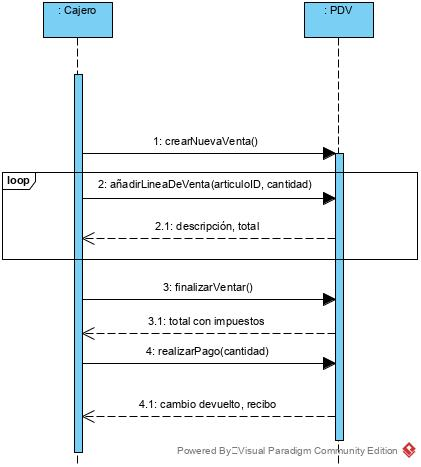 : Cajero
: PDV
1: crearNuevaVenta()
loop
2: añadirLineaDeVenta(articuloID, cantidad)
2.1: descripción, total
3: finalizarVentar()
3.1: total con impuestos
4: realizarPago(cantidad)
4.1: cambio devuelto, recibo
Powered By Visual Paradigm Community Edition